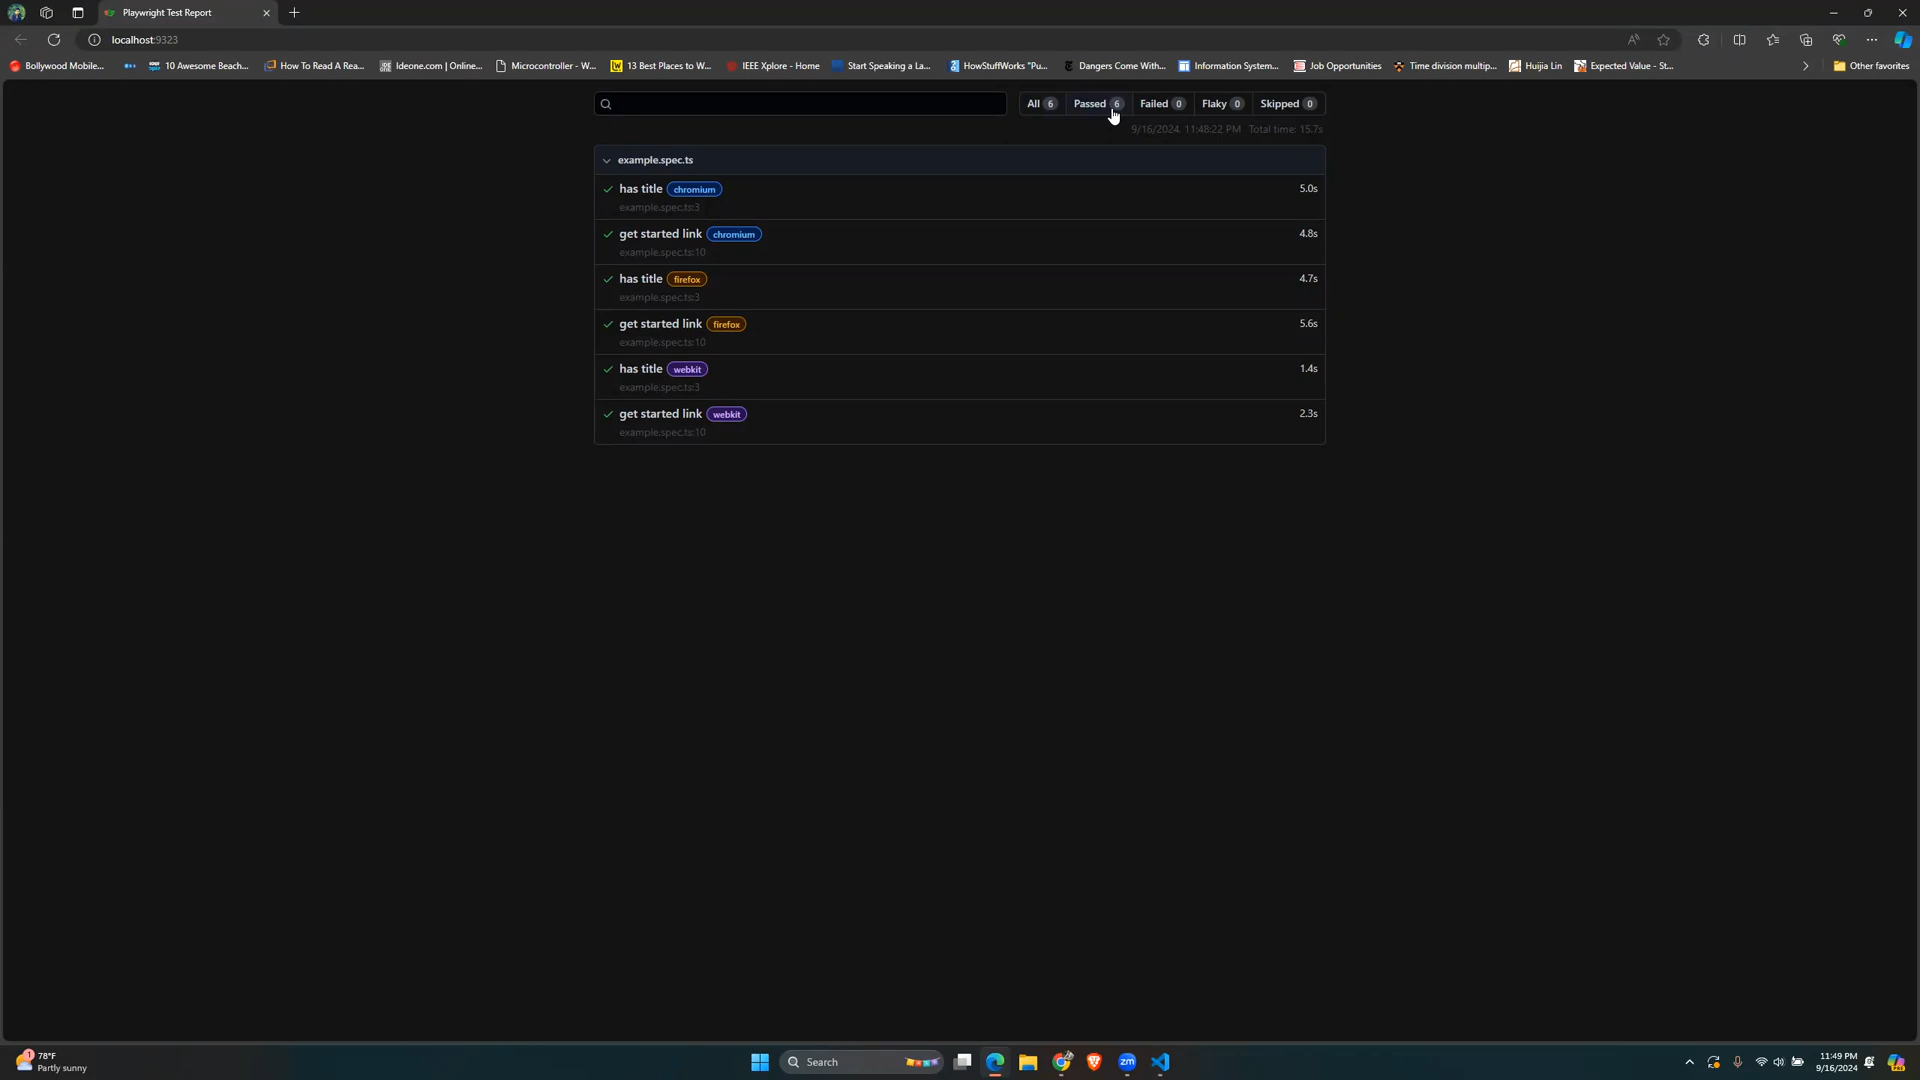 Playwright Test Report
localhost:9323
Bollywood Mobile...
10 Awesome Beach...
How To Read A Rea...
Ideone.com | Online...
Microcontroller - W...
13 Best Places to W...
IEEE Xplore - Home
Start Speaking a La...
HowStuffWorks "Pu...
Dangers Come With...
Information System...
Job Opportunities
Time division multip...
Huijia Lin
Expected Value - St...
Other favorites
All 6 Passed 6 Failed 0 Flaky 0 Skipped 0
9/16/2024, 11:48:22 PM Total time: 15.7s
example.spec.ts
has title chromium 5.0s
example.spec.ts:3
get started link chromium 4.8s
example.spec.ts:10
has title firefox 4.7s
example.spec.ts:3
get started link firefox 5.6s
example.spec.ts:10
has title webkit 1.4s
example.spec.ts:3
get started link webkit 2.3s
example.spec.ts:10
1
78°F
Partly sunny
Search
zm
11:49 PM
9/16/2024